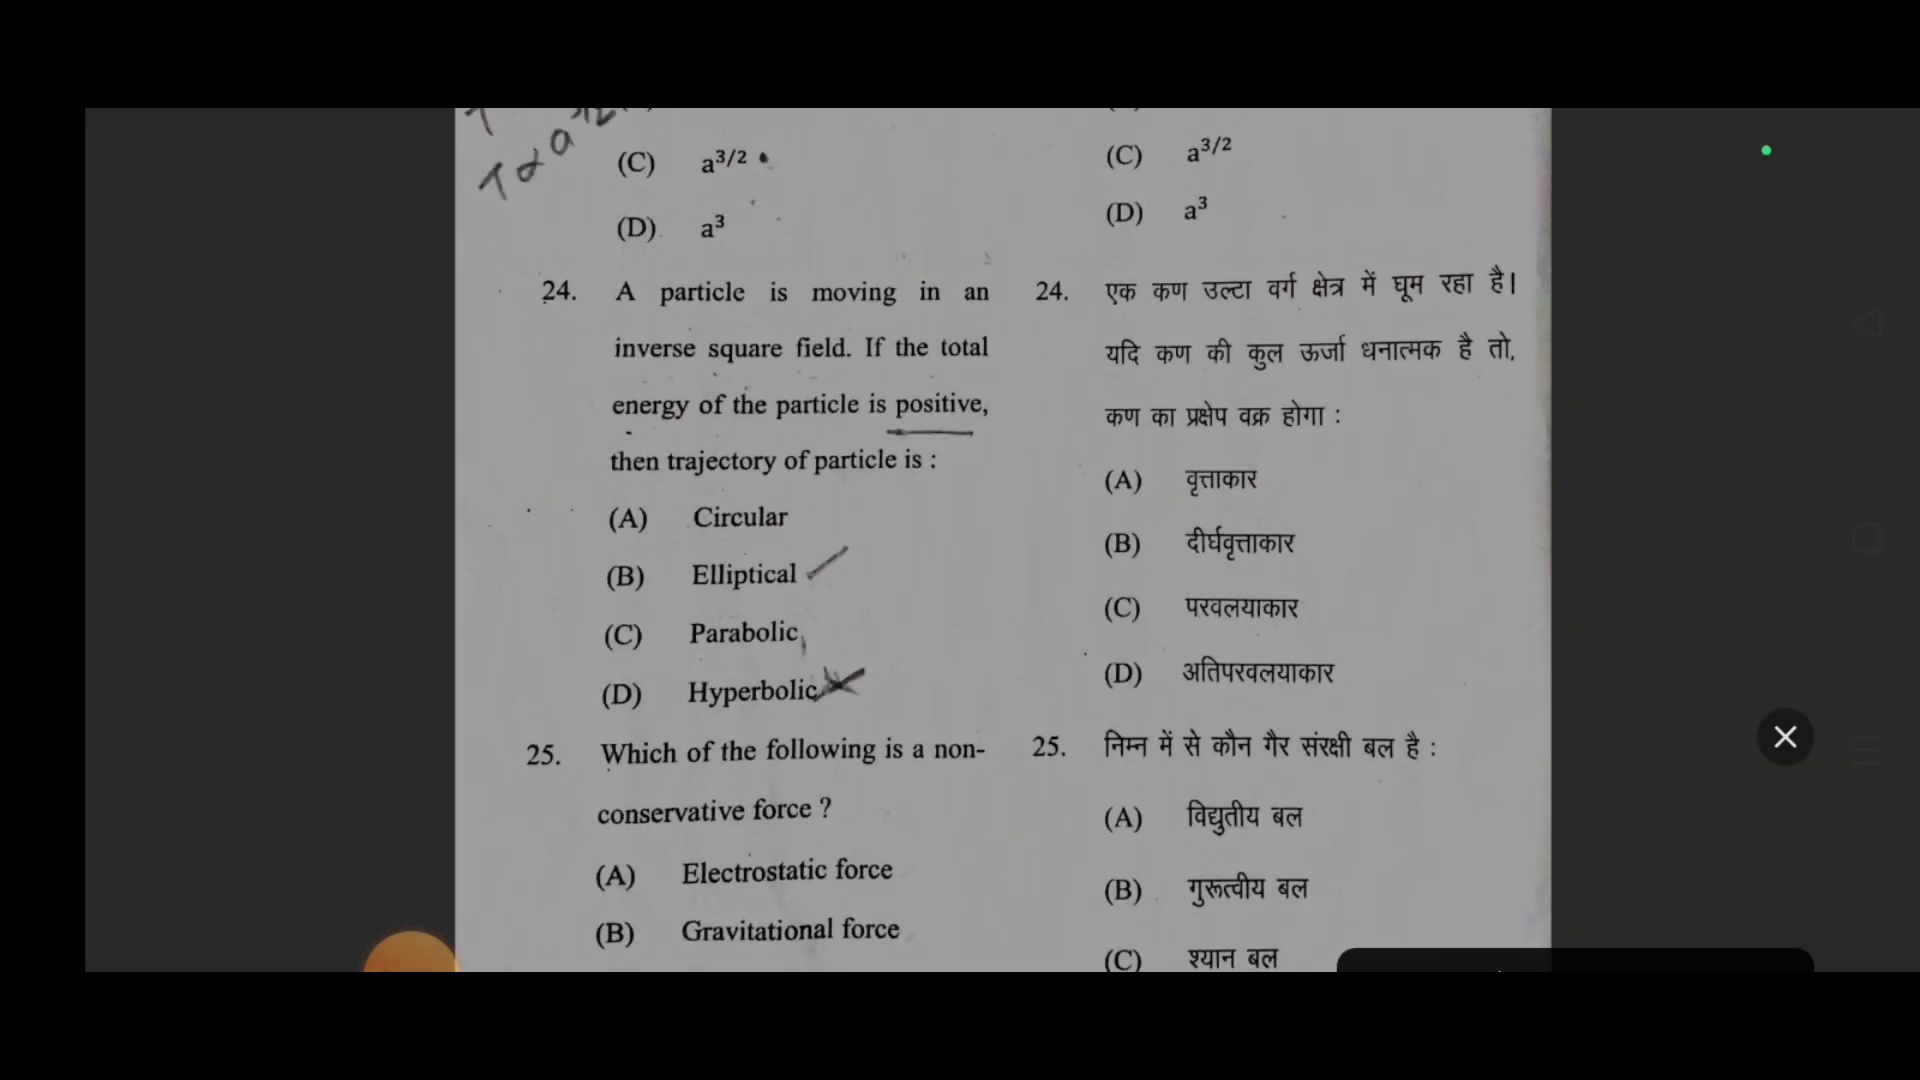 T
T α a^3/2
(C) a^3/2
(D) a^3
24. A particle is moving in an
inverse square field. If the total
energy of the particle is positive,
then trajectory of particle is :
(A) Circular
(B) Elliptical
(C) Parabolic
(D) Hyperbolic
25. Which of the following is a non-
conservative force ?
(A) Electrostatic force
(B) Gravitational force
(C) a^3/2
(D) a^3
24. एक कण उल्टा वर्ग क्षेत्र में घूम रहा है।
यदि कण की कुल ऊर्जा धनात्मक है तो,
कण का प्रक्षेप वक्र होगा :
(A) वृत्ताकार
(B) दीर्घवृत्ताकार
(C) परवलयाकार
(D) अतिपरवलयाकार
25. निम्न में से कौन गैर संरक्षी बल है :
(A) विद्युतीय बल
(B) गुरूत्वीय बल
(C) श्यान बल